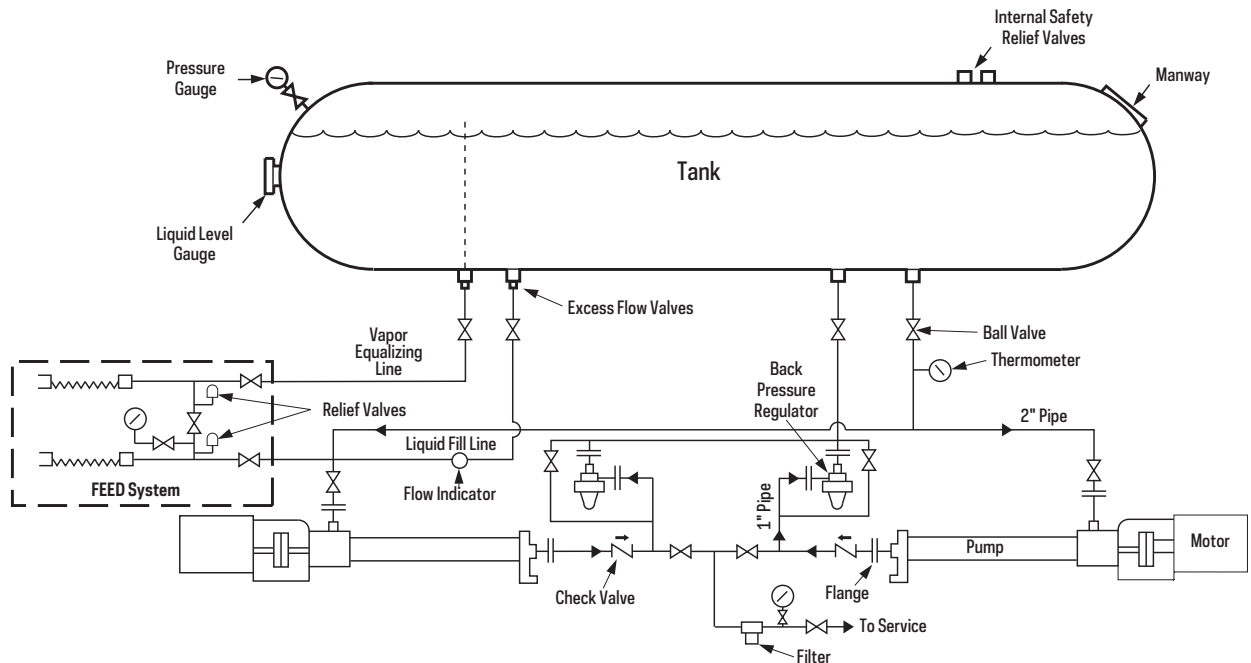 Internal Safety
Relief Valves
Pressure
Gauge
Manway
Tank
Liquid Level
Gauge
Excess Flow Valves
Vapor
Equalizing
Line
Ball Valve
Thermometer
Back
Pressure
Regulator
Relief Valves
2" Pipe
Liquid Fill Line
FEED System
Flow Indicator
1" Pipe
Pump
Motor
Check Valve
Flange
To Service
Filter